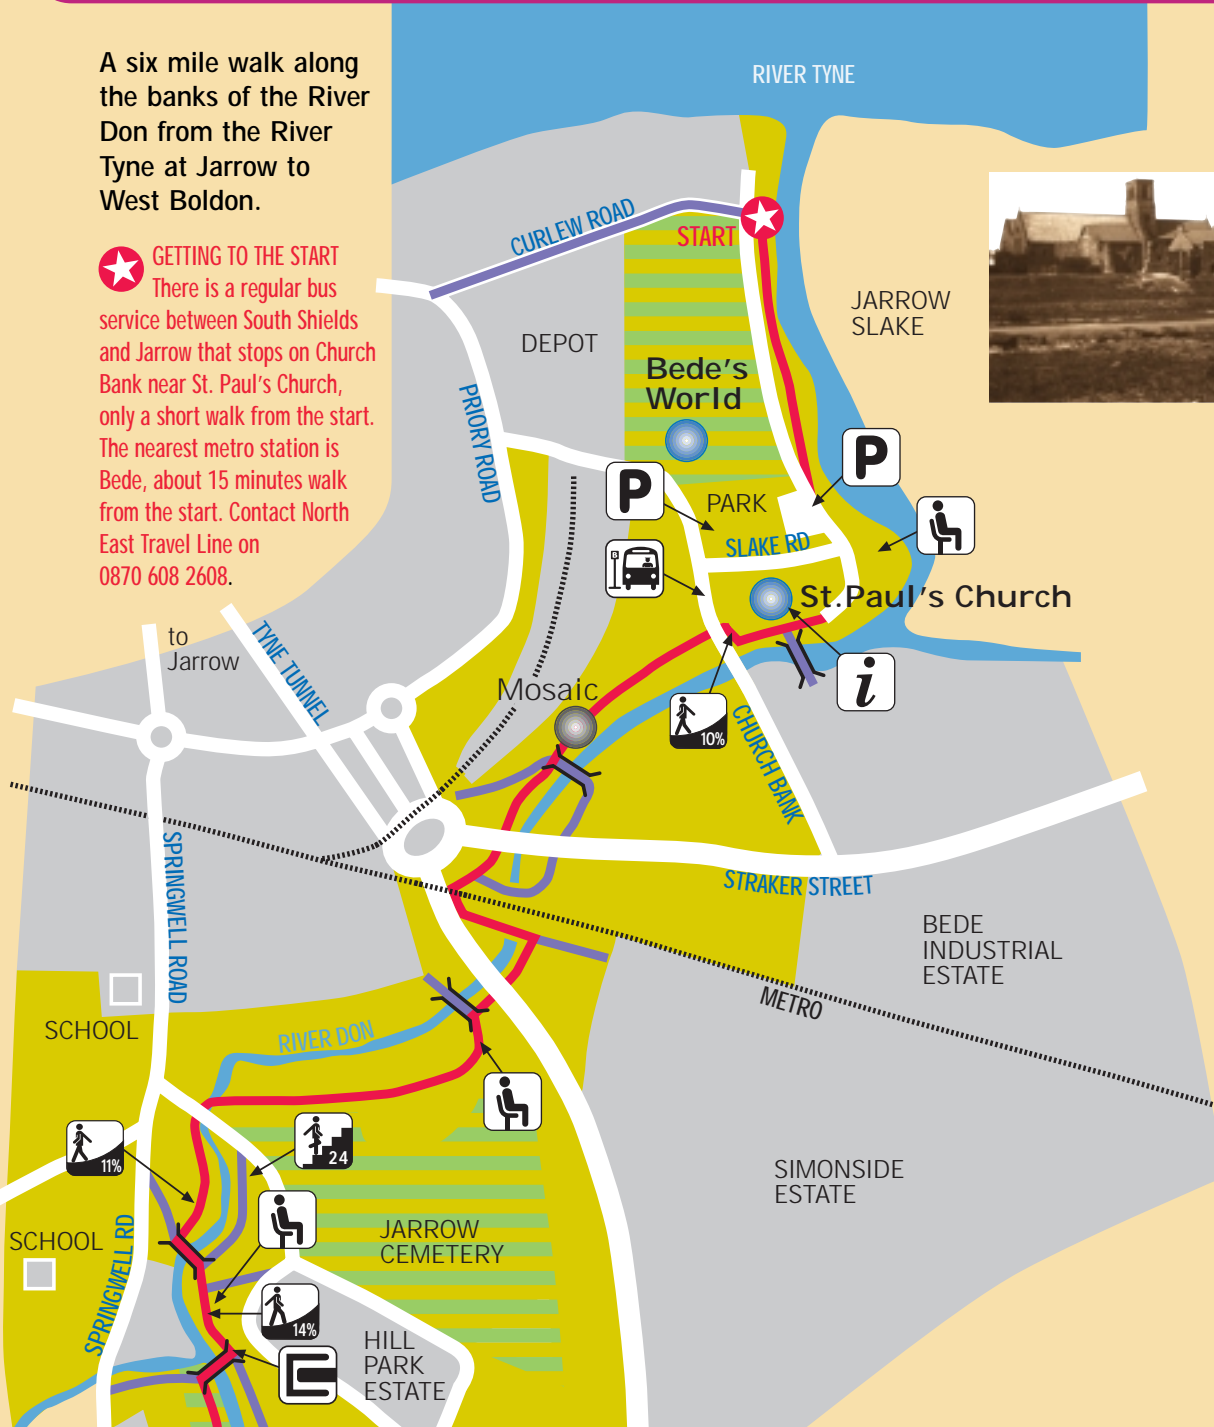 A six mile walk along
the banks of the River
Don from the River
Tyne at Jarrow to
West Boldon.
GETTING TO THE START
There is a regular bus
service between South Shields
and Jarrow that stops on Church
Bank near St. Paul's Church,
only a short walk from the start.
The nearest metro station is
Bede, about 15 minutes walk
from the start. Contact North
East Travel Line on
0870 608 2608.
RIVER TYNE
CURLEW ROAD
START
JARROW
SLAKE
DEPOT
Bede's
World
PRIORY ROAD
P
P
PARK
SLAKE RD
St.Paul's Church
to
Jarrow
TYNE TUNNEL
Mosaic
i
10%
CHURCH BANK
SPRINGWELL ROAD
STRAKER STREET
BEDE
INDUSTRIAL
ESTATE
METRO
SCHOOL
RIVER DON
24
11%
SIMONSIDE
ESTATE
SCHOOL
JARROW
CEMETERY
SPRINGWELL RD
14%
HILL
PARK
ESTATE